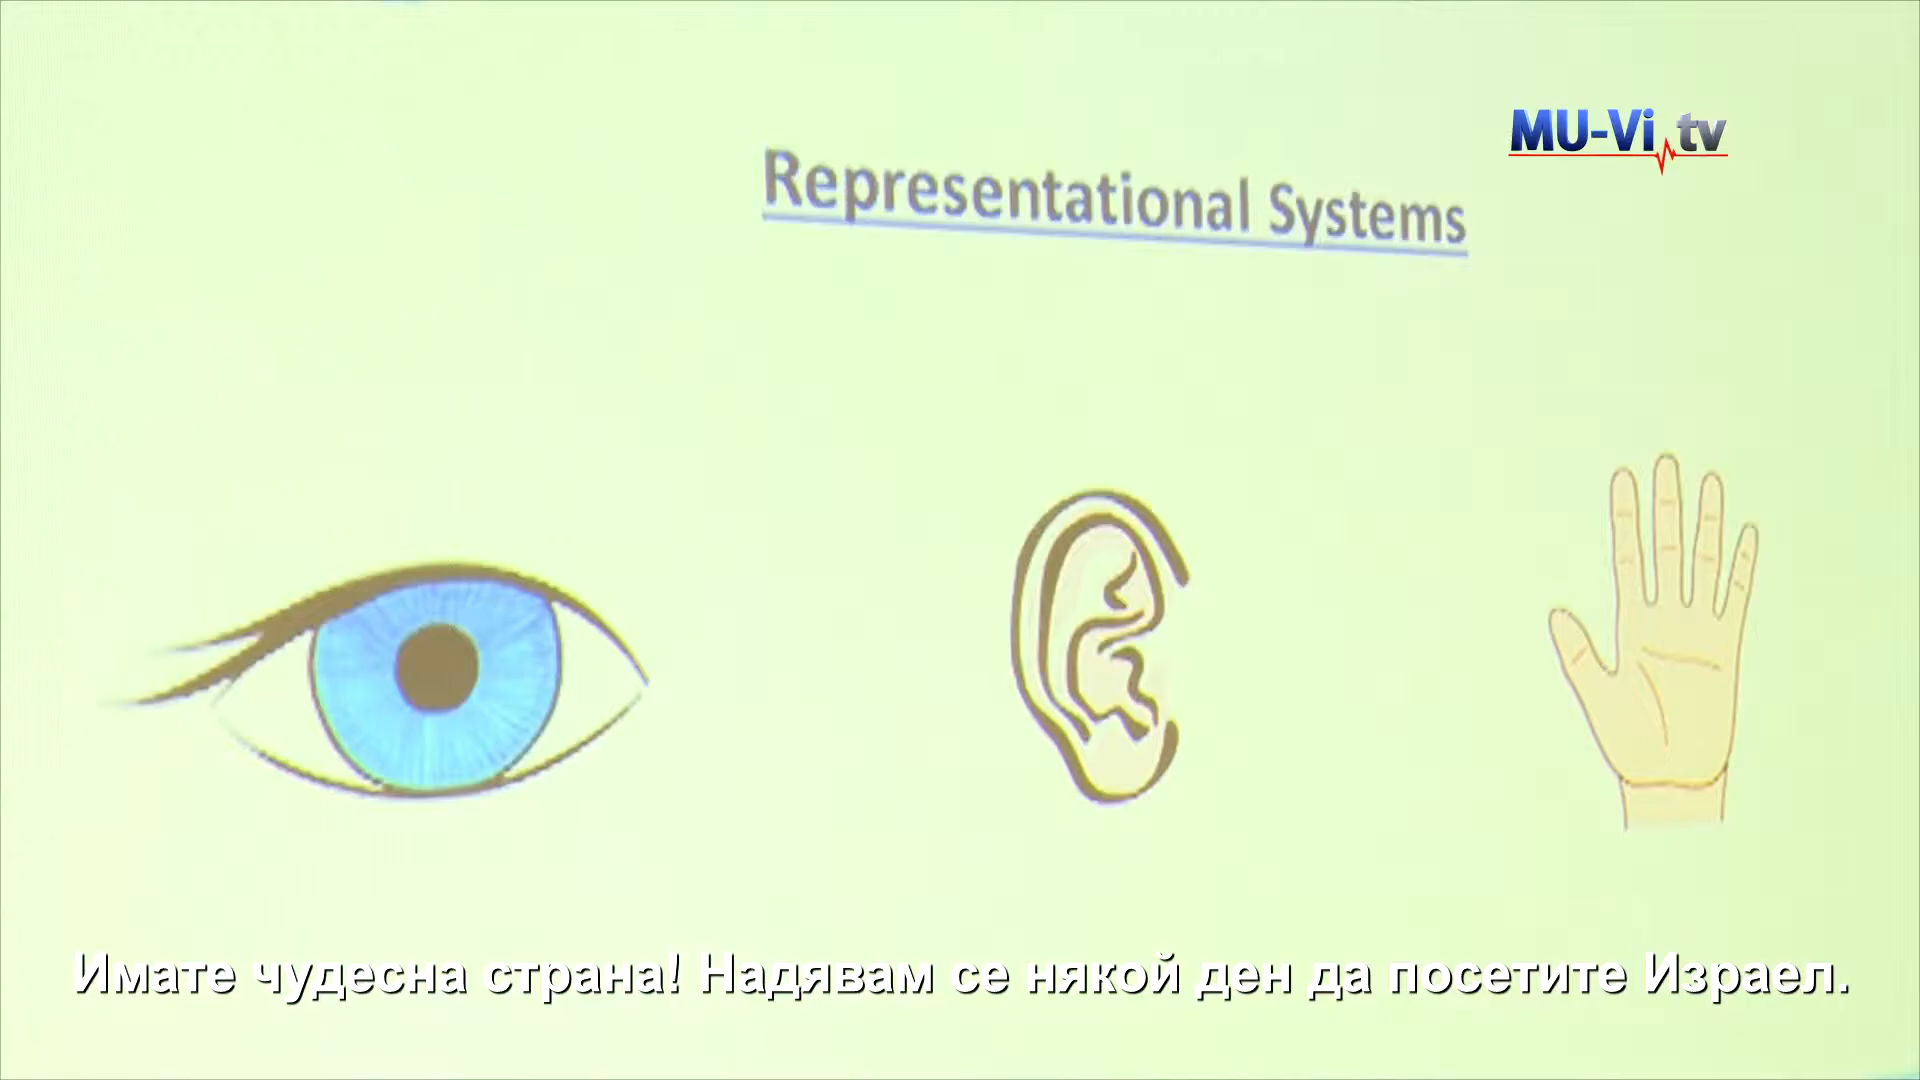 MU-Vi tv
Representational Systems
Имате чудесна страна! Надявам се някой ден да посетите Израел.